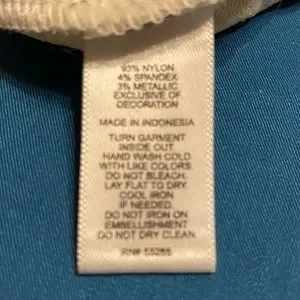 93% NYLON
4% SPANDEX
3% METALLIC
EXCLUSIVE OF
DECORATION
MADE IN INDONESIA
TURN GARMENT
INSIDE OUT.
HAND WASH COLD
WITH LIKE COLORS.
DO NOT BLEACH.
LAY FLAT TO DRY.
COOL IRON
IF NEEDED.
DO NOT IRON ON
EMBELLISHMENT
DO NOT DRY CLEAN.
RN# 55285